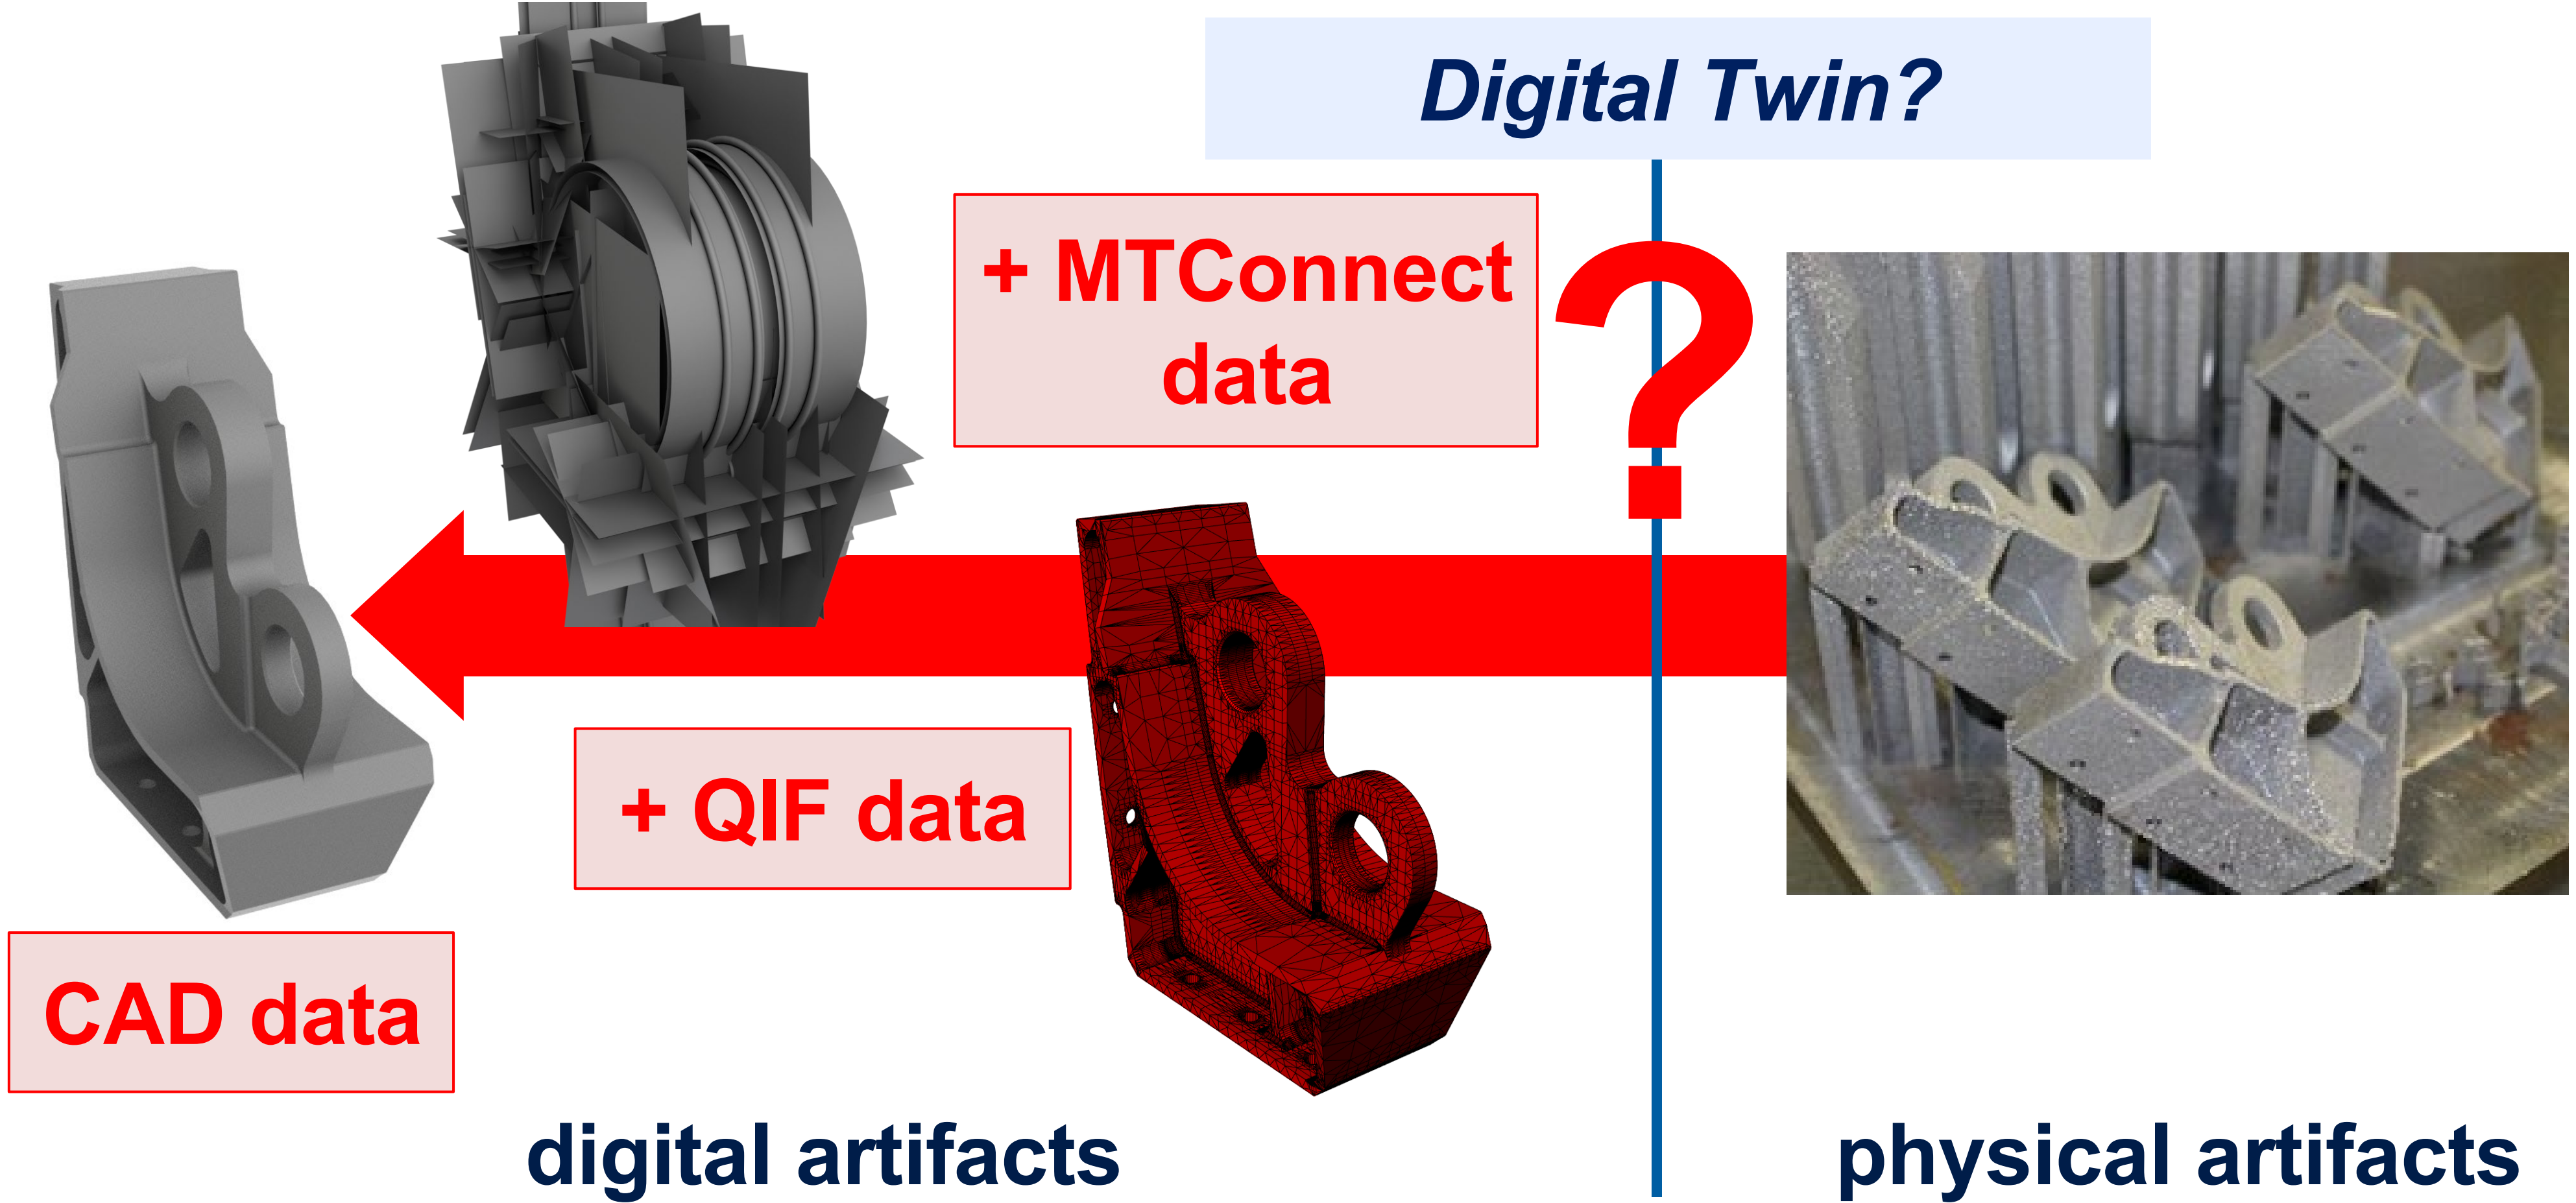 Digital Twin?
+ MTConnect
data
?
+ QIF data
CAD data
digital artifacts
physical artifacts